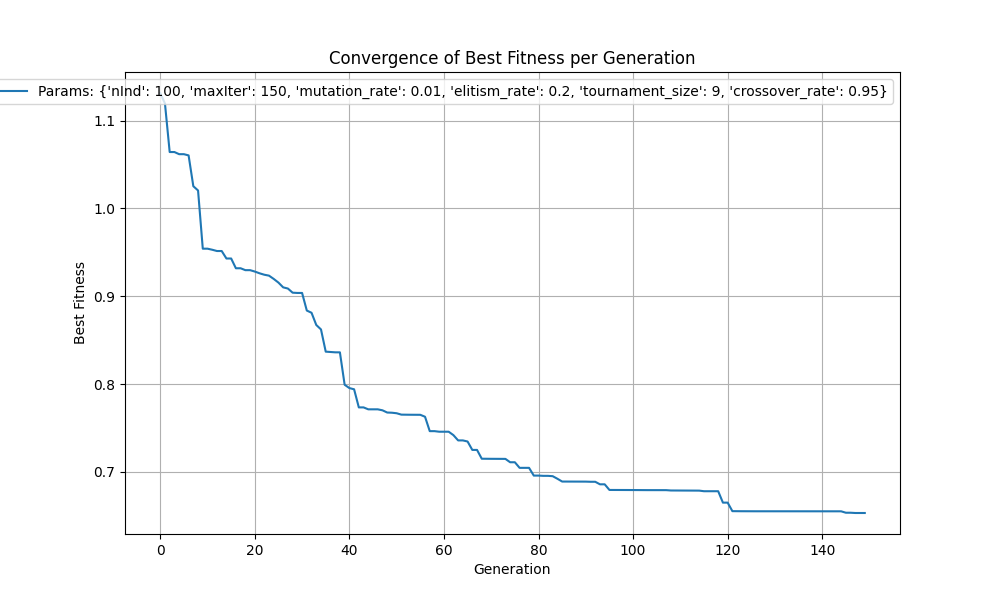 Convergence of Best Fitness per Generation
Params: {'nInd': 100, 'maxIter': 150, 'mutation_rate': 0.01, 'elitism_rate': 0.2, 'tournament_size': 9, 'crossover_rate': 0.95}
1.1
1.0
0.9
0.8
0.7
Best Fitness
0 20 40 60 80 100 120 140
Generation